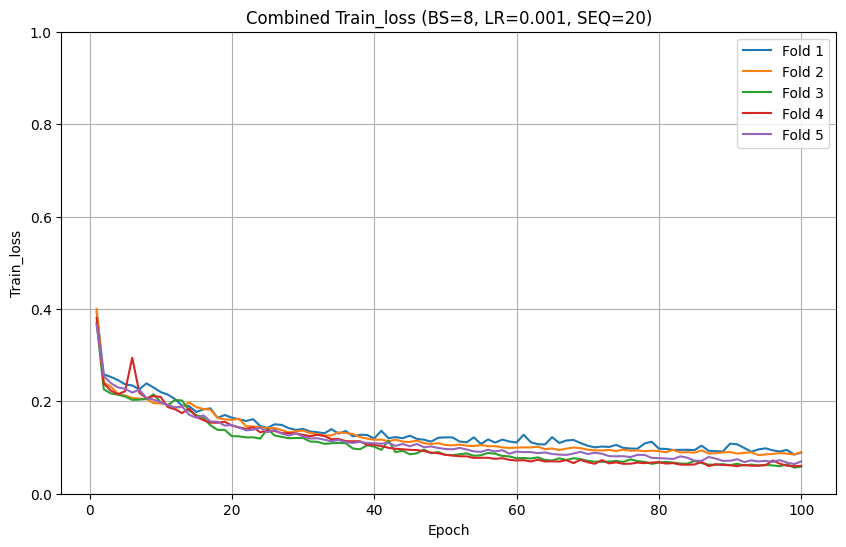 Combined Train_loss (BS=8, LR=0.001, SEQ=20)
Fold 1
Fold 2
Fold 3
Fold 4
Fold 5
Train_loss
1.0
0.8
0.6
0.4
0.2
0.0
0 20 40 60 80 100
Epoch